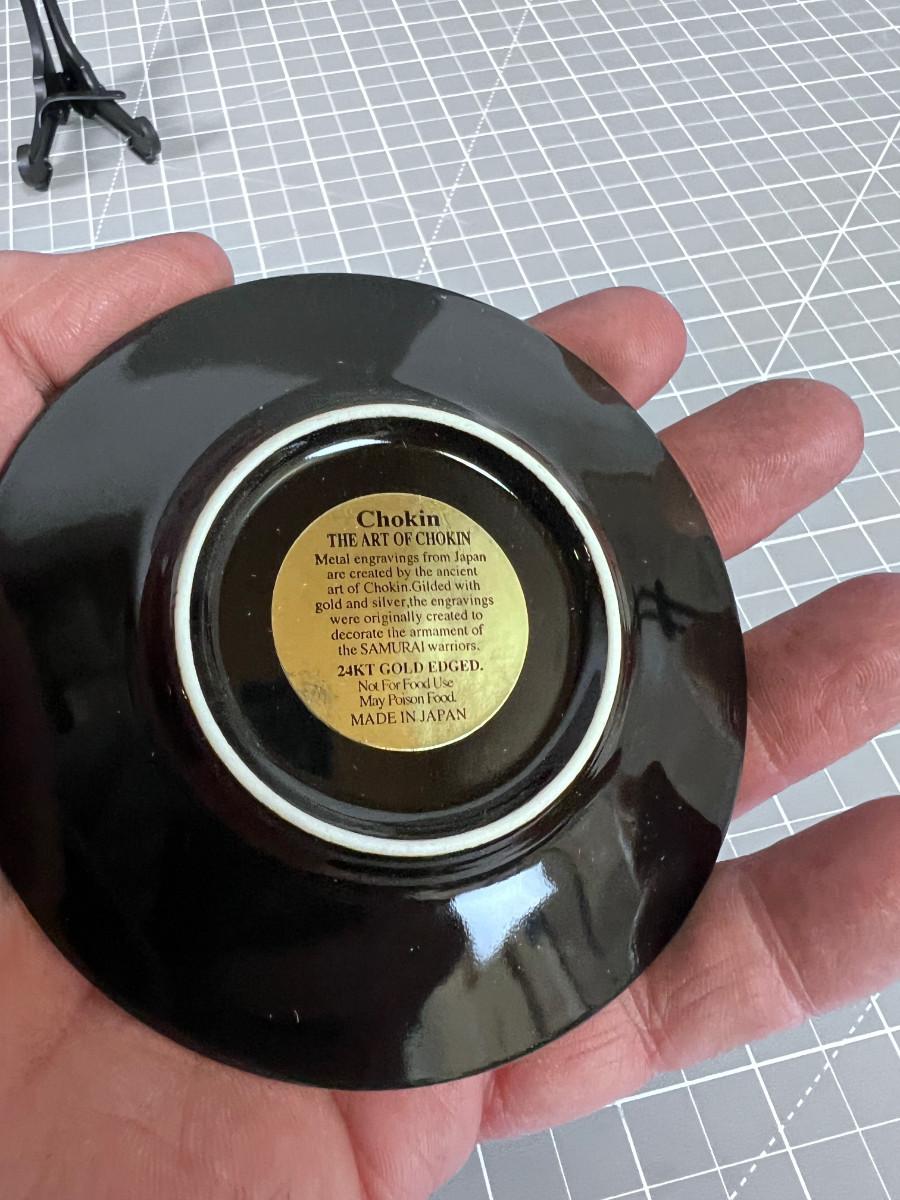 Chokin
THE ART OF CHOKIN
Metal engravings from Japan
are created by the ancient
art of Chokin.Gilded with
gold and silver,the engravings
were originally created to
decorate the armament of
the SAMURAI warriors.
24KT GOLD EDGED.
Not For Food Use
May Poison Food.
MADE IN JAPAN